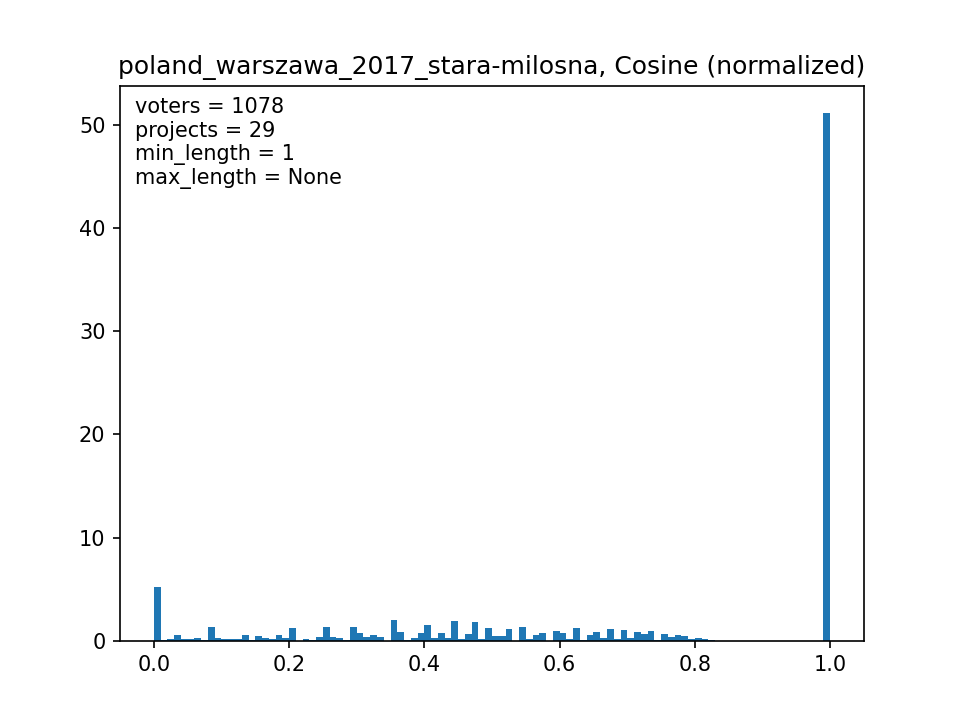 poland_warszawa_2017_stara-milosna, Cosine (normalized)
voters = 1078
projects = 29
min_length = 1
max_length = None
50
40
30
20
10
0
0.0 0.2 0.4 0.6 0.8 1.0